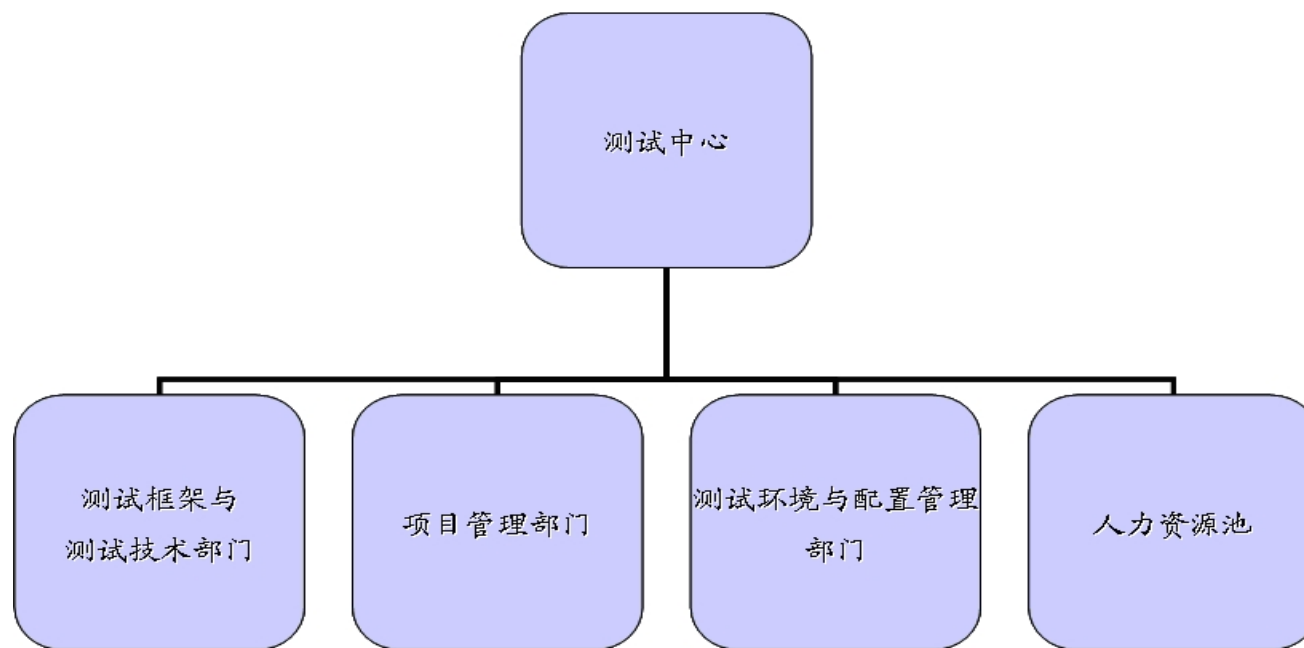 测试中心
测试框架与
测试技术部门
项目管理部门
测试环境与配置管理
部门
人力资源池